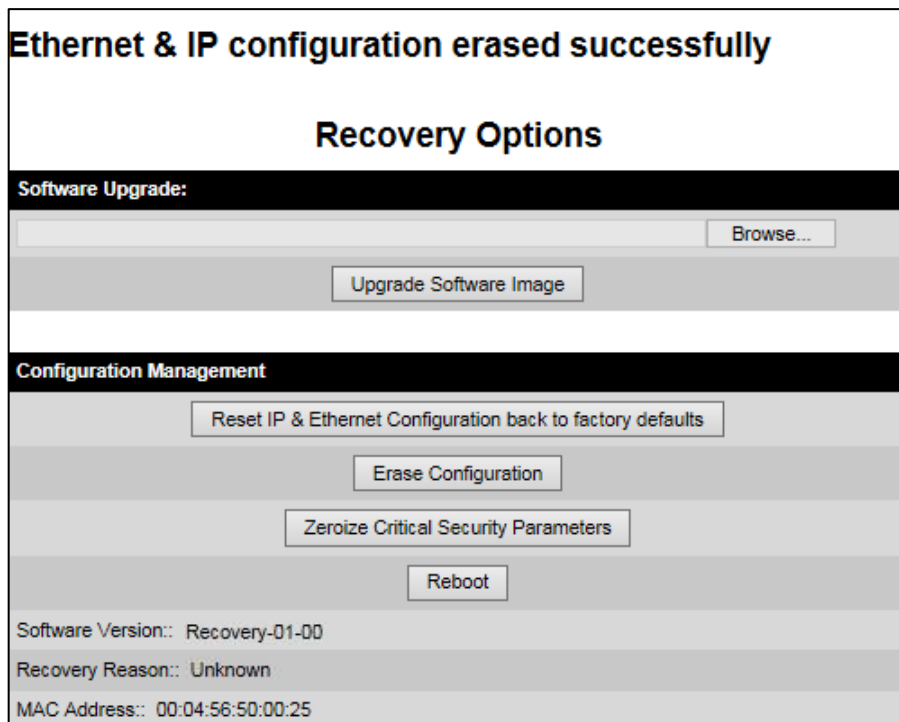 Ethernet & IP configuration erased successfully
Recovery Options
Software Upgrade:
Browse...
Upgrade Software Image
Configuration Management
Reset IP & Ethernet Configuration back to factory defaults
Erase Configuration
Zeroize Critical Security Parameters
Reboot
Software Version:: Recovery-01-00
Recovery Reason:: Unknown
MAC Address:: 00:04:56:50:00:25